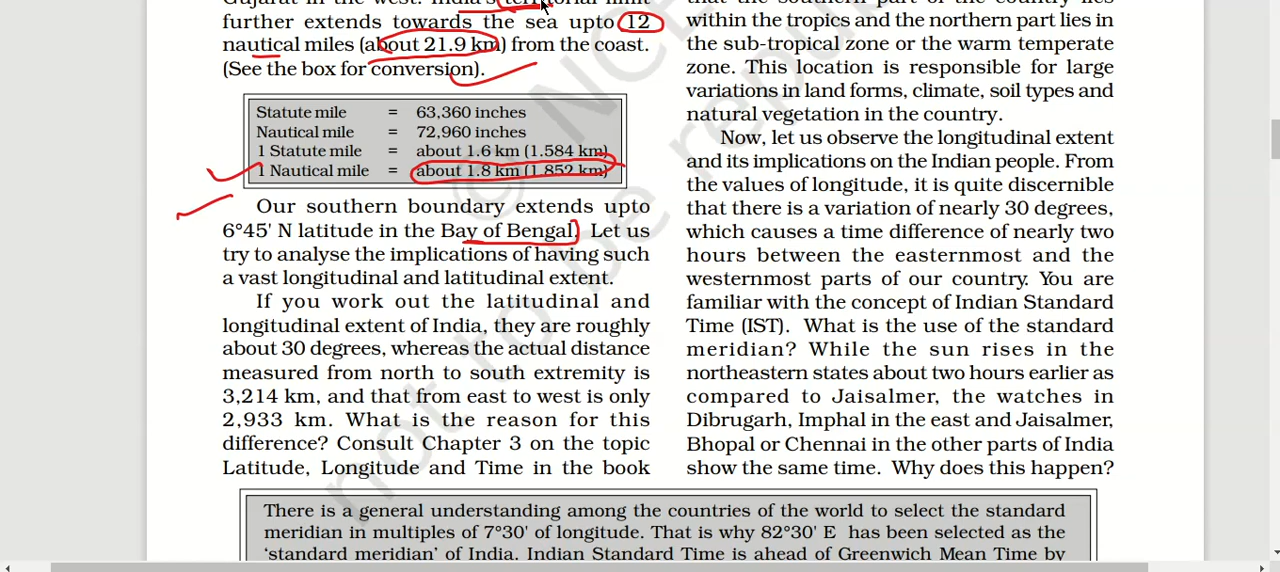 Gujarat in the west. India's territorial limit
further extends towards the sea upto 12
nautical miles (about 21.9 km) from the coast.
(See the box for conversion).
Statute mile = 63,360 inches
Nautical mile = 72,960 inches
1 Statute mile = about 1.6 km (1.584 km)
1 Nautical mile = about 1.8 km (1.852 km)
Our southern boundary extends upto
6°45' N latitude in the Bay of Bengal. Let us
try to analyse the implications of having such
a vast longitudinal and latitudinal extent.
If you work out the latitudinal and
longitudinal extent of India, they are roughly
about 30 degrees, whereas the actual distance
measured from north to south extremity is
3,214 km, and that from east to west is only
2,933 km. What is the reason for this
difference? Consult Chapter 3 on the topic
Latitude, Longitude and Time in the book
that the southern part of the country lies
within the tropics and the northern part lies in
the sub-tropical zone or the warm temperate
zone. This location is responsible for large
variations in land forms, climate, soil types and
natural vegetation in the country.
Now, let us observe the longitudinal extent
and its implications on the Indian people. From
the values of longitude, it is quite discernible
that there is a variation of nearly 30 degrees,
which causes a time difference of nearly two
hours between the easternmost and the
westernmost parts of our country. You are
familiar with the concept of Indian Standard
Time (IST). What is the use of the standard
meridian? While the sun rises in the
northeastern states about two hours earlier as
compared to Jaisalmer, the watches in
Dibrugarh, Imphal in the east and Jaisalmer,
Bhopal or Chennai in the other parts of India
show the same time. Why does this happen?
There is a general understanding among the countries of the world to select the standard
meridian in multiples of 7°30' of longitude. That is why 82°30' E has been selected as the
'standard meridian' of India. Indian Standard Time is ahead of Greenwich Mean Time by
© NCE
not to be repu